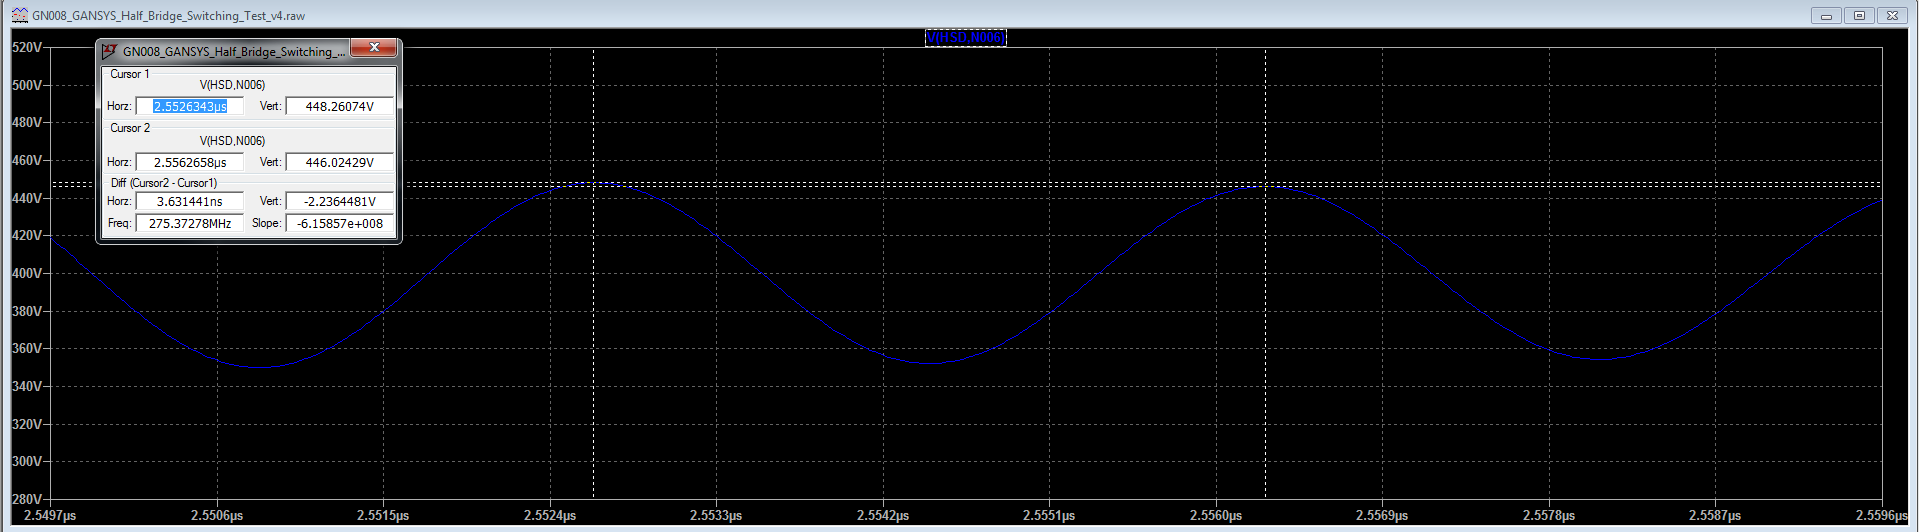 GN008_GANSYS_Half_Bridge_Switching_Test_v4.raw
V(HSD,N006)
GN008_GANSYS_Half_Bridge_Switching_...
Cursor 1
V(HSD,N006)
Horz: 2.5526343µs Vert: 448.26074V
Cursor 2
V(HSD,N006)
Horz: 2.5562658µs Vert: 446.02429V
Diff (Cursor2 - Cursor1)
Horz: 3.631441ns Vert: -2.2364481V
Freq: 275.37278MHz Slope: -6.15857e+008
520V
500V
480V
460V
440V
420V
400V
380V
360V
340V
320V
300V
280V
2.5497µs 2.5506µs 2.5515µs 2.5524µs 2.5533µs 2.5542µs 2.5551µs 2.5560µs 2.5569µs 2.5578µs 2.5587µs 2.5596µs